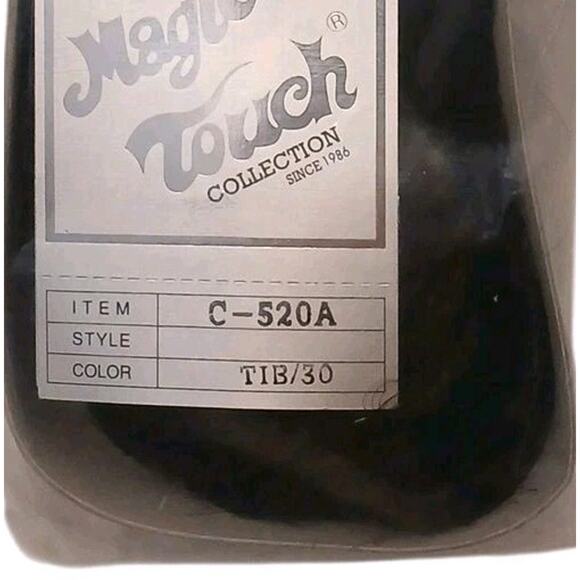 Magic
Touch ®
COLLECTION
SINCE 1986
ITEM C-520A
STYLE
COLOR TIB/30